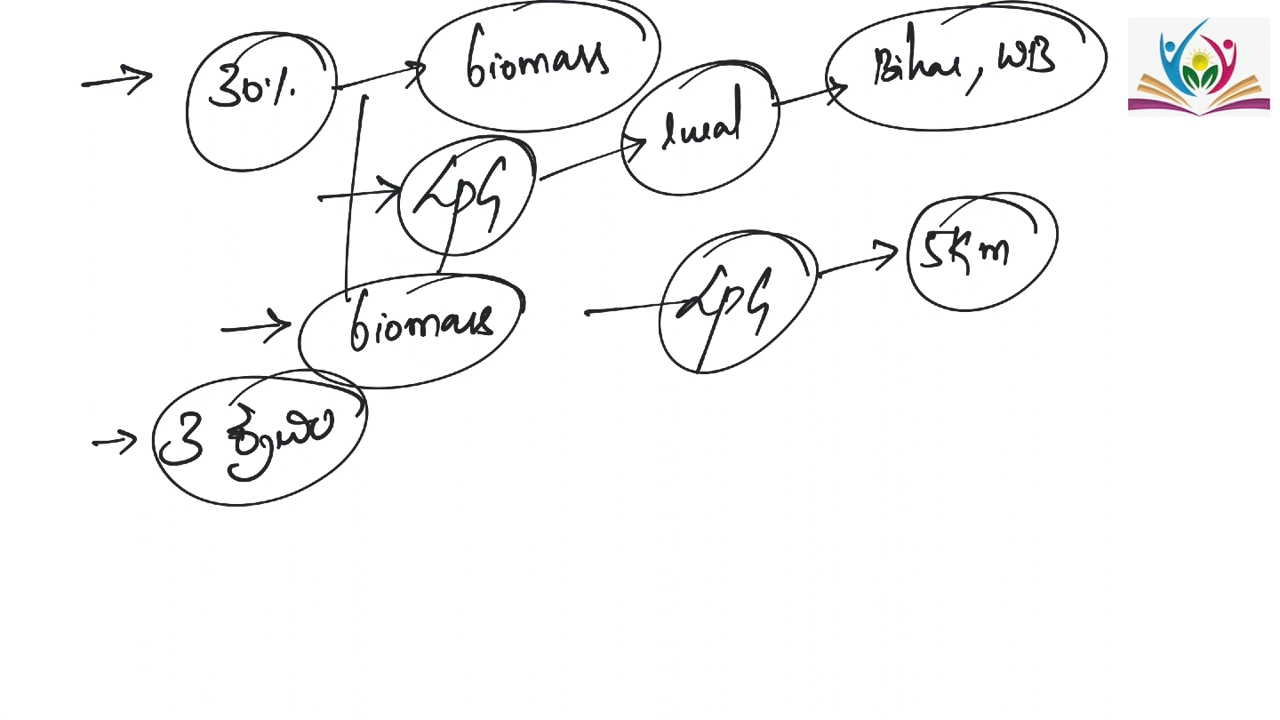 → 30% → biomass
→ LPG → local → Bihar, WB
→ biomass
LPG → 5Km
→ 3